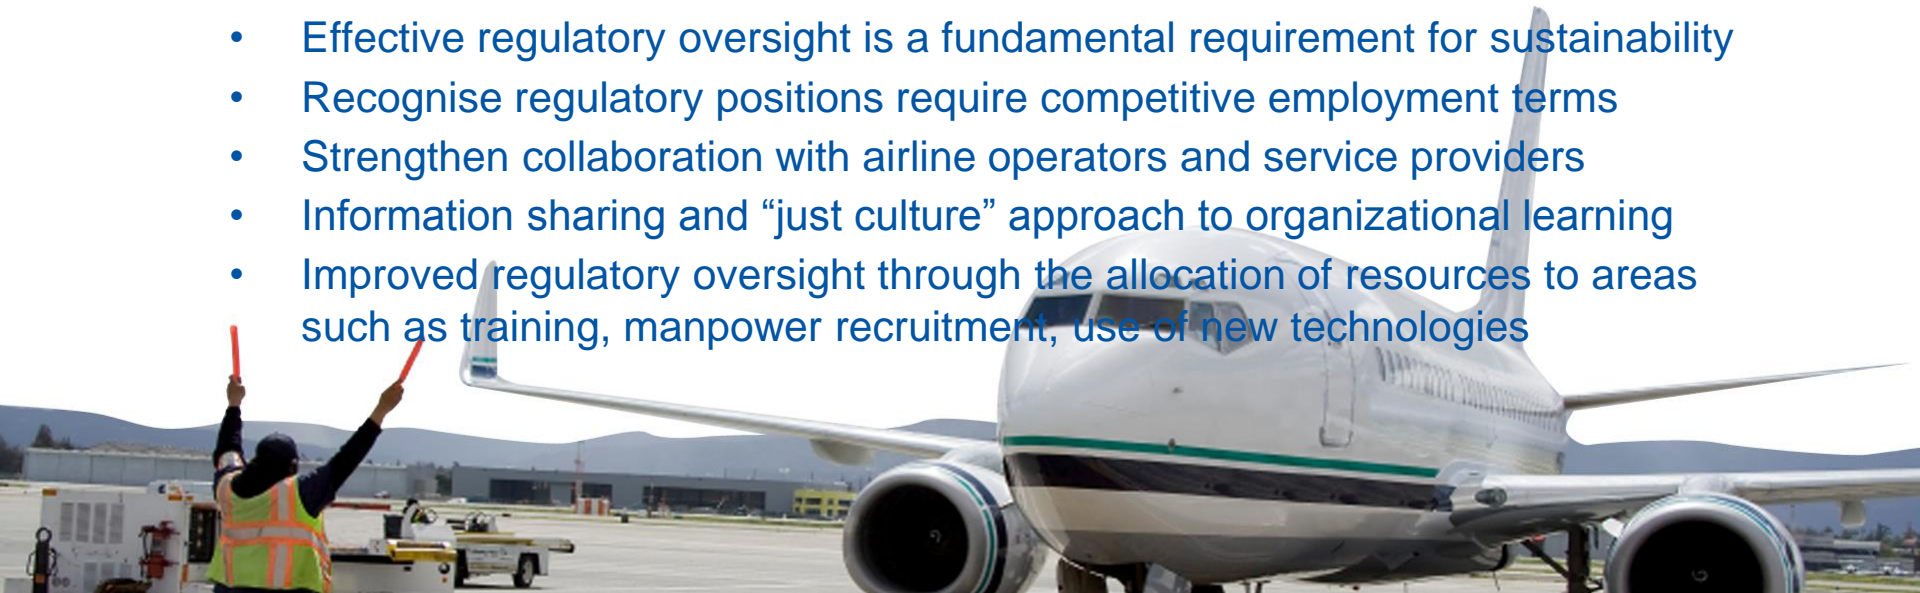 • Effective regulatory oversight is a fundamental requirement for sustainability
• Recognise regulatory positions require competitive employment terms
• Strengthen collaboration with airline operators and service providers
• Information sharing and “just culture” approach to organizational learning
• Improved regulatory oversight through the allocation of resources to areas
such as training, manpower recruitment, use of new technologies